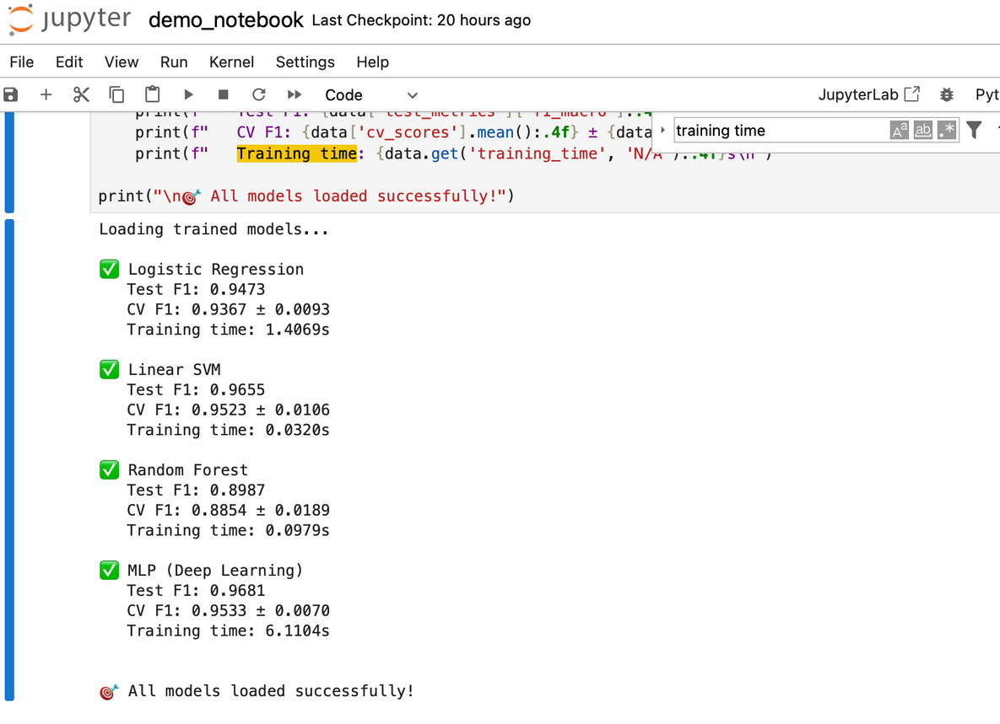 jupyter demo_notebook Last Checkpoint: 20 hours ago
File Edit View Run Kernel Settings Help
Code JupyterLab Pyt
training time
print(f" CV F1: {data['cv_scores'].mean():.4f} ± {data
print(f" Training time: {data.get('training_time', 'N/A'):.4f}s\n")
print("\n🎯 All models loaded successfully!")
Loading trained models...
✅ Logistic Regression
Test F1: 0.9473
CV F1: 0.9367 ± 0.0093
Training time: 1.4069s
✅ Linear SVM
Test F1: 0.9655
CV F1: 0.9523 ± 0.0106
Training time: 0.0320s
✅ Random Forest
Test F1: 0.8987
CV F1: 0.8854 ± 0.0189
Training time: 0.0979s
✅ MLP (Deep Learning)
Test F1: 0.9681
CV F1: 0.9533 ± 0.0070
Training time: 6.1104s
🎯 All models loaded successfully!